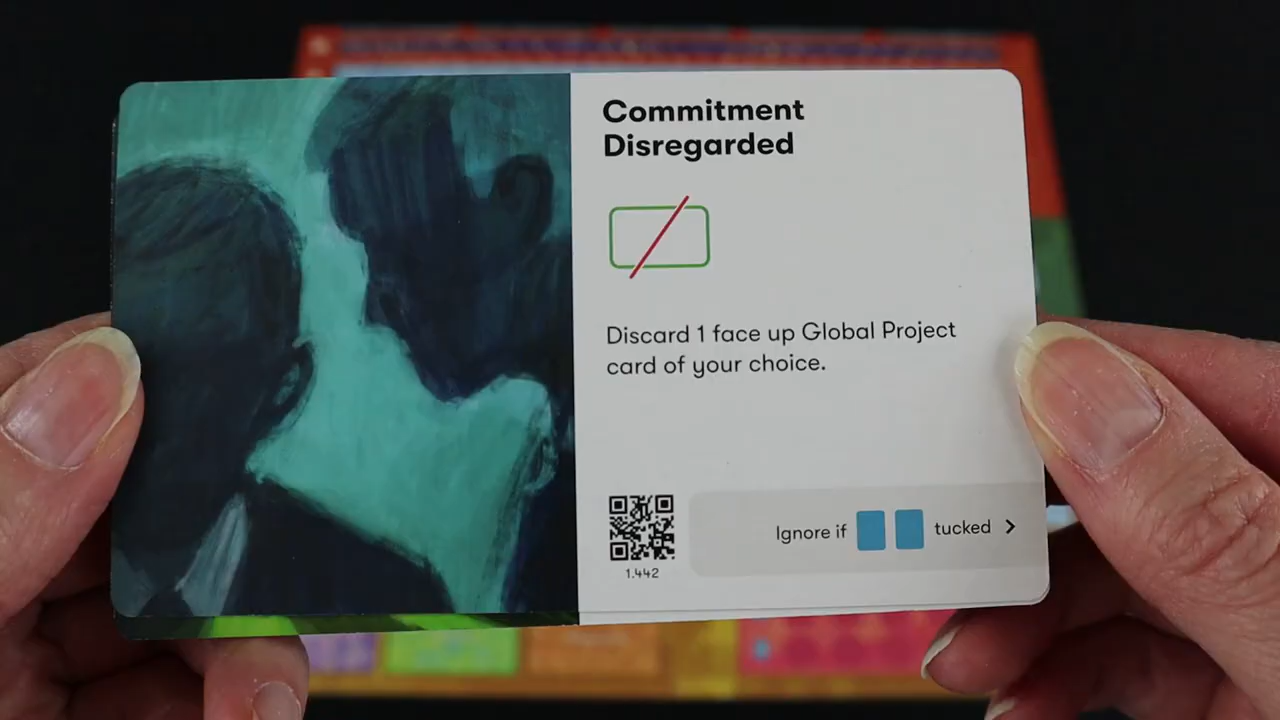 Commitment
Disregarded
Discard 1 face up Global Project
card of your choice.
Ignore if tucked >
1.442